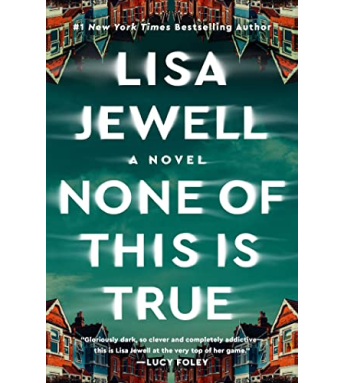 #1 New York Times Bestselling Author
LISA
JEWELL
A NOVEL
NONE OF
THIS IS
TRUE
"Gloriously dark, so clever and completely addictive—
this is Lisa Jewell at the very top of her game."
—LUCY FOLEY